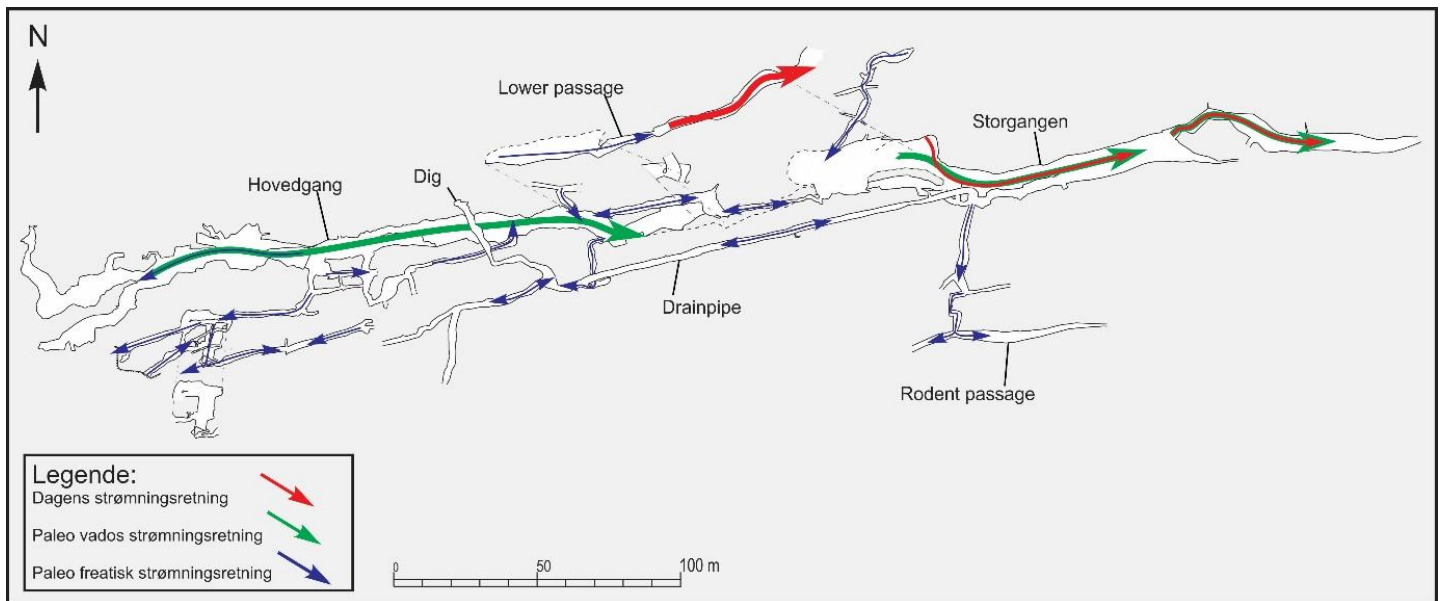 N
Lower passage
Storgangen
Hovedgang
Dig
Drainpipe
Rodent passage
Legende:
Dagens strømningsretning
Paleo vados strømningsretning
Paleo freatisk strømningsretning
0 50 100 m